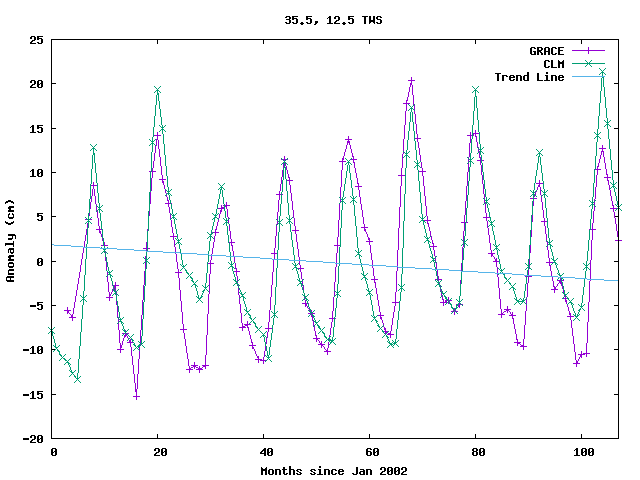 35.5, 12.5 TWS
GRACE
CLM
Trend Line
25
20
15
10
5
0
-5
-10
-15
-20
Anomaly (cm)
0 20 40 60 80 100
Months since Jan 2002